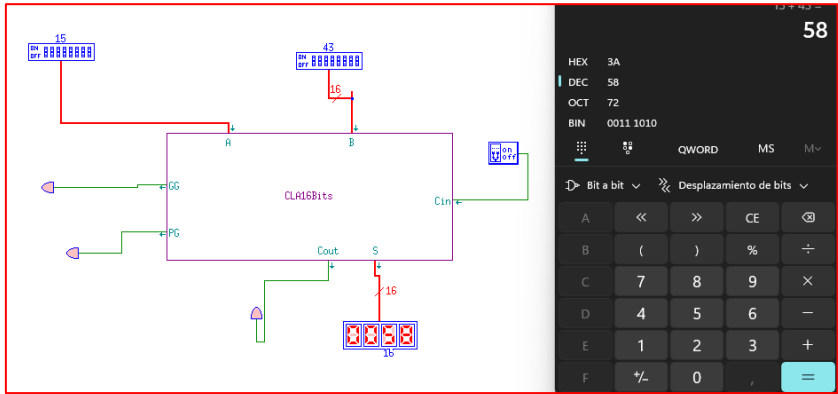 15
ON
OFF
43
ON
OFF
16
A
B
on
off
GG
CLA16Bits
Cin
PG
Cout S
16
0058
16
15 + 43 =
58
HEX 3A
DEC 58
OCT 72
BIN 0011 1010
QWORD MS M
Bit a bit Desplazamiento de bits
A « » CE
B ( ) % ÷
C 7 8 9 ×
D 4 5 6 −
E 1 2 3 +
F +/− 0 , =